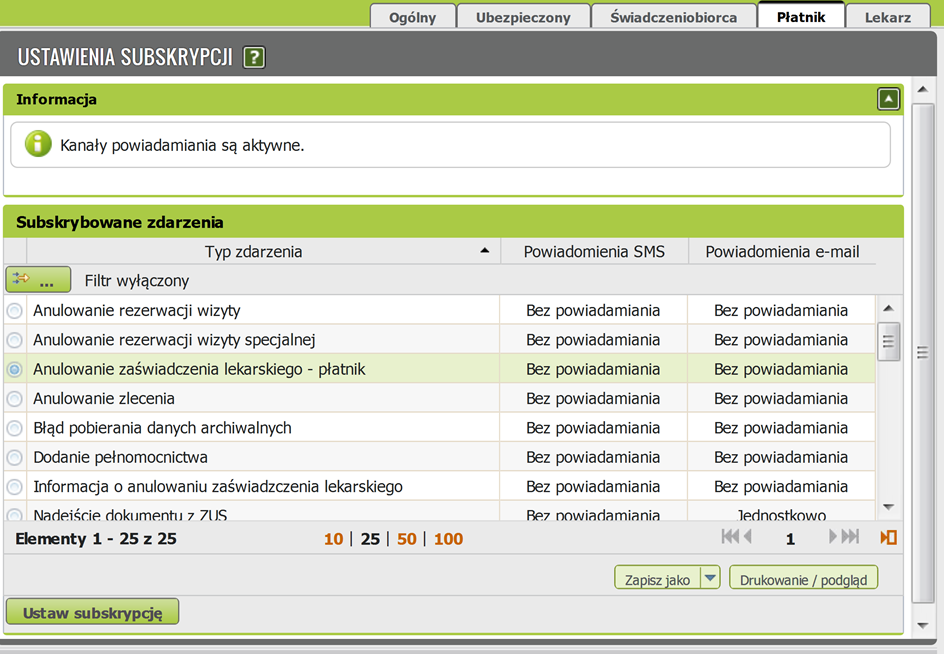 Ogólny Ubezpieczony Świadczeniobiorca Płatnik Lekarz
USTAWIENIA SUBSKRYPCJI ?
Informacja
Kanały powiadamiania są aktywne.
Subskrybowane zdarzenia
Typ zdarzenia Powiadomienia SMS Powiadomienia e-mail
... Filtr wyłączony
Anulowanie rezerwacji wizyty Bez powiadamiania Bez powiadamiania
Anulowanie rezerwacji wizyty specjalnej Bez powiadamiania Bez powiadamiania
Anulowanie zaświadczenia lekarskiego - płatnik Bez powiadamiania Bez powiadamiania
Anulowanie zlecenia Bez powiadamiania Bez powiadamiania
Błąd pobierania danych archiwalnych Bez powiadamiania Bez powiadamiania
Dodanie pełnomocnictwa Bez powiadamiania Bez powiadamiania
Informacja o anulowaniu zaświadzczenia lekarskiego Bez powiadamiania Bez powiadamiania
Nadejście dokumentu z ZUS Bez powiadamiania Jednostkowo
Elementy 1 - 25 z 25 10 | 25 | 50 | 100 1
Zapisz jako Drukowanie / podgląd
Ustaw subskrypcję